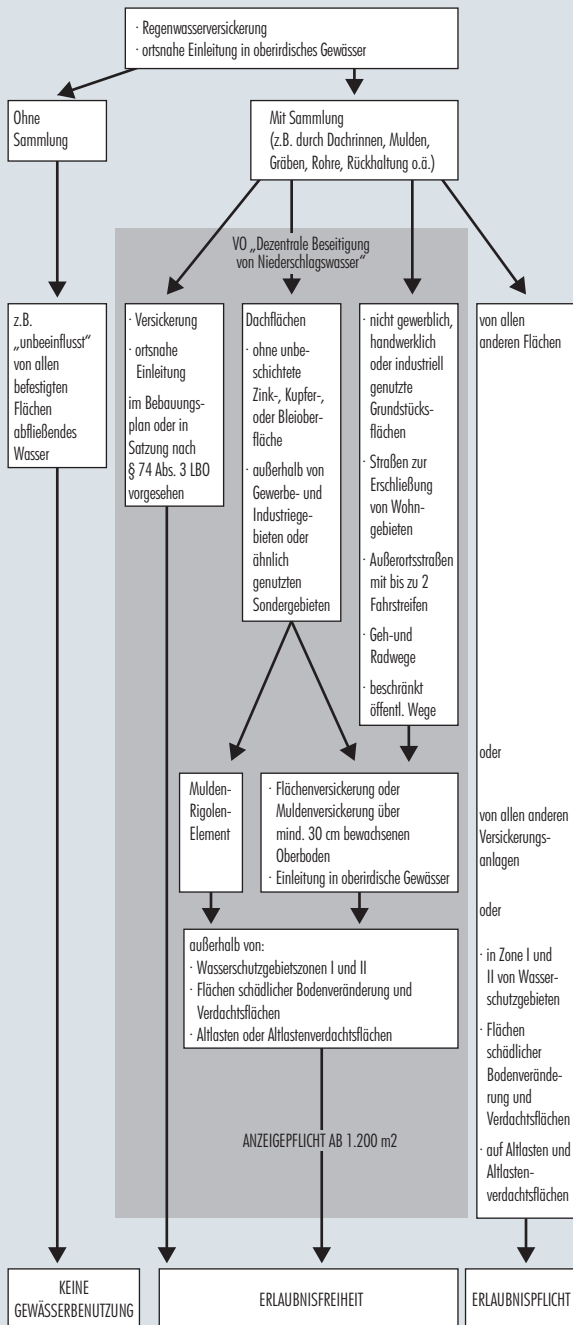 · Regenwasserversickerung
· ortsnahe Einleitung in oberirdisches Gewässer
Ohne
Sammlung
Mit Sammlung
(z.B. durch Dachrinnen, Mulden,
Gräben, Rohre, Rückhaltung o.ä.)
VO „Dezentrale Beseitigung
von Niederschlagswasser“
z.B.
„unbeeinflusst“
von allen
befestigten
Flächen
abfließendes
Wasser
· Versickerung
· ortsnahe
Einleitung
im Bebauungs-
plan oder in
Satzung nach
§ 74 Abs. 3 LBO
vorgesehen
Dachflächen
· ohne unbe-
schichtete
Zink-, Kupfer-,
oder Bleiober-
fläche
· außerhalb von
Gewerbe- und
Industriege-
bieten oder
ähnlich
genutzten
Sondergebieten
· nicht gewerblich,
handwerklich
oder industriell
genutzte
Grundstücks-
flächen
· Straßen zur
Erschließung
von Wohn-
gebieten
· Außerortsstraßen
mit bis zu 2
Fahrstreifen
· Geh-und
Radwege
· beschränkt
öffentl. Wege
von allen
anderen Flächen
oder
von allen anderen
Versickerungs-
anlagen
oder
· in Zone I und
II von Wasser-
schutzgebieten
· Flächen
schädlicher
Bodenverände-
rung und
Verdachtsflächen
· auf Altlasten und
Altlasten-
verdachtsflächen
Mulden-
Rigolen-
Element
· Flächenversickerung oder
Muldenversickerung über
mind. 30 cm bewachsenen
Oberboden
· Einleitung in oberirdische Gewässer
außerhalb von:
· Wasserschutzgebietszonen I und II
· Flächen schädlicher Bodenveränderung und
Verdachtsflächen
· Altlasten oder Altlastenverdachtsflächen
ANZEIGEPFLICHT AB 1.200 m2
KEINE
GEWÄSSERBENUTZUNG
ERLAUBNISFREIHEIT
ERLAUBNISPFLICHT